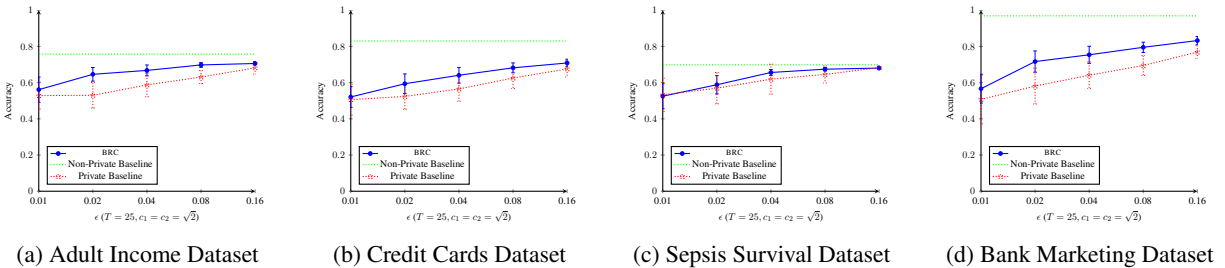 1
0.8
0.6
0.4
0.2
0
Accuracy
BRC
Non-Private Baseline
Private Baseline
0.01 0.02 0.04 0.08 0.16
ϵ (T = 25, c₁ = c₂ = √2)
(a) Adult Income Dataset
1
0.8
0.6
0.4
0.2
0
Accuracy
BRC
Non-Private Baseline
Private Baseline
0.01 0.02 0.04 0.08 0.16
ϵ (T = 25, c₁ = c₂ = √2)
(b) Credit Cards Dataset
1
0.8
0.6
0.4
0.2
0
Accuracy
BRC
Non-Private Baseline
Private Baseline
0.01 0.02 0.04 0.08 0.16
ϵ (T = 25, c₁ = c₂ = √2)
(c) Sepsis Survival Dataset
1
0.8
0.6
0.4
0.2
0
Accuracy
BRC
Non-Private Baseline
Private Baseline
0.01 0.02 0.04 0.08 0.16
ϵ (T = 25, c₁ = c₂ = √2)
(d) Bank Marketing Dataset